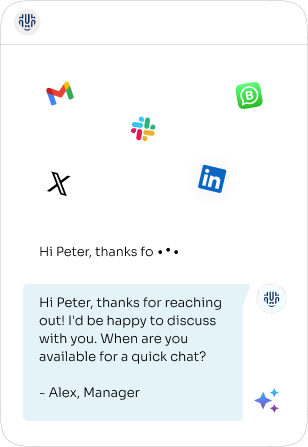 Hi Peter, thanks fo •••
Hi Peter, thanks for reaching
out! I'd be happy to discuss
with you. When are you
available for a quick chat?
- Alex, Manager